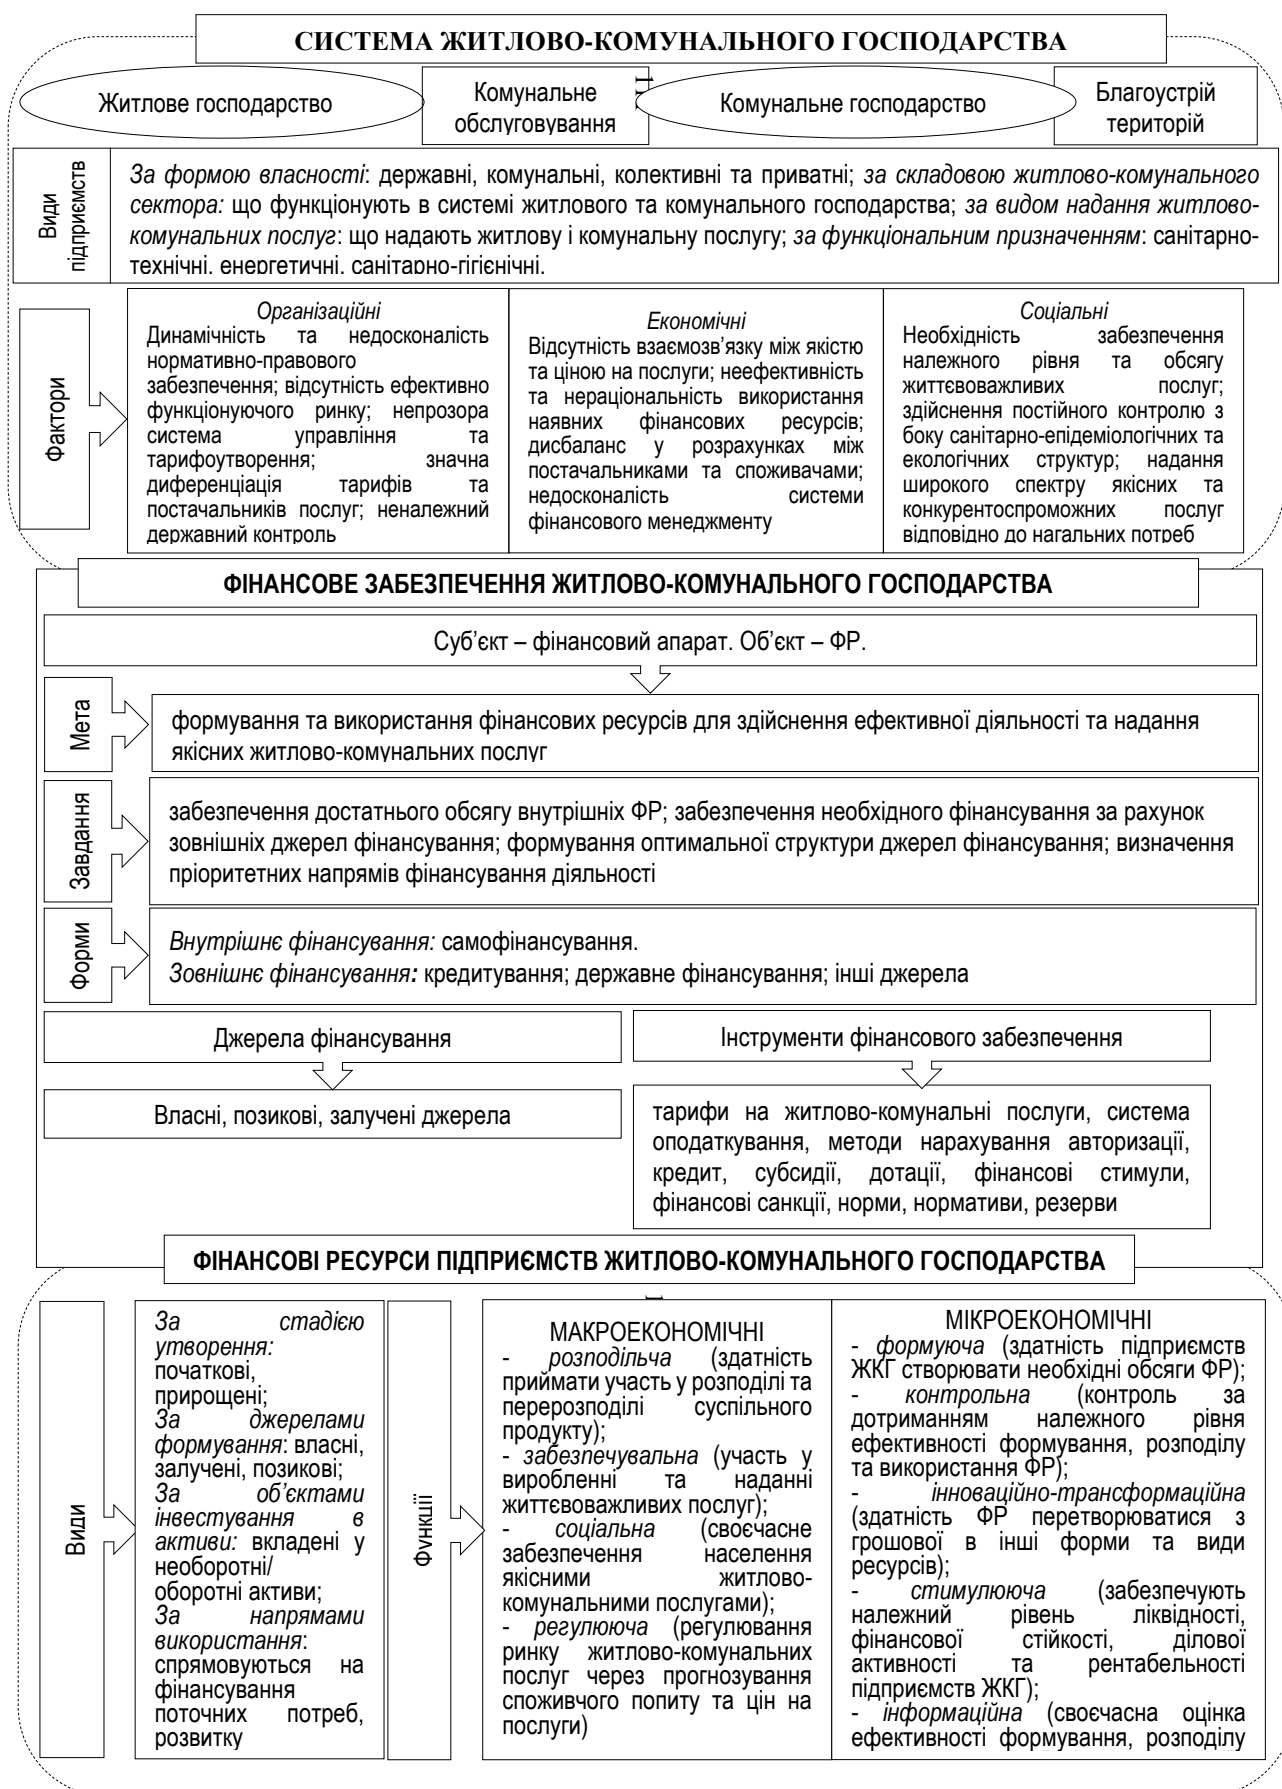 СИСТЕМА ЖИТЛОВО-КОМУНАЛЬНОГО ГОСПОДАРСТВА
Житлове господарство
Комунальне
обслуговування
Комунальне господарство
Благоустрій
територій
Види
підприємств
За формою власності: державні, комунальні, колективні та приватні; за складовою житлово-комунального
сектора: що функціонують в системі житлового та комунального господарства; за видом надання житлово-
комунальних послуг: що надають житлову і комунальну послугу; за функціональним призначенням: санітарно-
технічні, енергетичні, санітарно-гігієнічні.
Фактори
Організаційні
Динамічність та недосконалість
нормативно-правового
забезпечення; відсутність ефективно
функціонуючого ринку; непрозора
система управління та
тарифоутворення; значна
диференціація тарифів та
постачальників послуг; неналежний
державний контроль
Економічні
Відсутність взаємозв’язку між якістю
та ціною на послуги; неефективність
та нераціональність використання
наявних фінансових ресурсів;
дисбаланс у розрахунках між
постачальниками та споживачами;
недосконалість системи
фінансового менеджменту
Соціальні
Необхідність забезпечення
належного рівня та обсягу
життєвоважливих послуг;
здійснення постійного контролю з
боку санітарно-епідеміологічних та
екологічних структур; надання
широкого спектру якісних та
конкурентоспроможних послуг
відповідно до нагальних потреб
ФІНАНСОВЕ ЗАБЕЗПЕЧЕННЯ ЖИТЛОВО-КОМУНАЛЬНОГО ГОСПОДАРСТВА
Суб’єкт – фінансовий апарат. Об’єкт – ФР.
Мета
формування та використання фінансових ресурсів для здійснення ефективної діяльності та надання
якісних житлово-комунальних послуг
Завдання
забезпечення достатнього обсягу внутрішніх ФР; забезпечення необхідного фінансування за рахунок
зовнішніх джерел фінансування; формування оптимальної структури джерел фінансування; визначення
пріоритетних напрямів фінансування діяльності
Форми
Внутрішнє фінансування: самофінансування.
Зовнішнє фінансування: кредитування; державне фінансування; інші джерела
Джерела фінансування
Власні, позикові, залучені джерела
Інструменти фінансового забезпечення
тарифи на житлово-комунальні послуги, система
оподаткування, методи нарахування авторизації,
кредит, субсидії, дотації, фінансові стимули,
фінансові санкції, норми, нормативи, резерви
ФІНАНСОВІ РЕСУРСИ ПІДПРИЄМСТВ ЖИТЛОВО-КОМУНАЛЬНОГО ГОСПОДАРСТВА
Види
За стадією
утворення:
початкові,
прирощені;
За джерелами
формування: власні,
залучені, позикові;
За об’єктами
інвестування в
активи: вкладені у
необоротні/
оборотні активи;
За напрямами
використання:
спрямовуються на
фінансування
поточних потреб,
розвитку
Функції
МАКРОЕКОНОМІЧНІ
- розподільча (здатність
приймати участь у розподілі та
перерозподілі суспільного
продукту);
- забезпечувальна (участь у
виробленні та наданні
життєвоважливих послуг);
- соціальна (своєчасне
забезпечення населення
якісними житлово-
комунальними послугами);
- регулююча (регулювання
ринку житлово-комунальних
послуг через прогнозування
споживчого попиту та цін на
послуги)
МІКРОЕКОНОМІЧНІ
- формуюча (здатність підприємств
ЖКГ створювати необхідні обсяги ФР);
- контрольна (контроль за
дотриманням належного рівня
ефективності формування, розподілу
та використання ФР);
- інноваційно-трансформаційна
(здатність ФР перетворюватися з
грошової в інші форми та види
ресурсів);
- стимулююча (забезпечують
належний рівень ліквідності,
фінансової стійкості, ділової
активності та рентабельності
підприємств ЖКГ);
- інформаційна (своєчасна оцінка
ефективності формування, розподілу